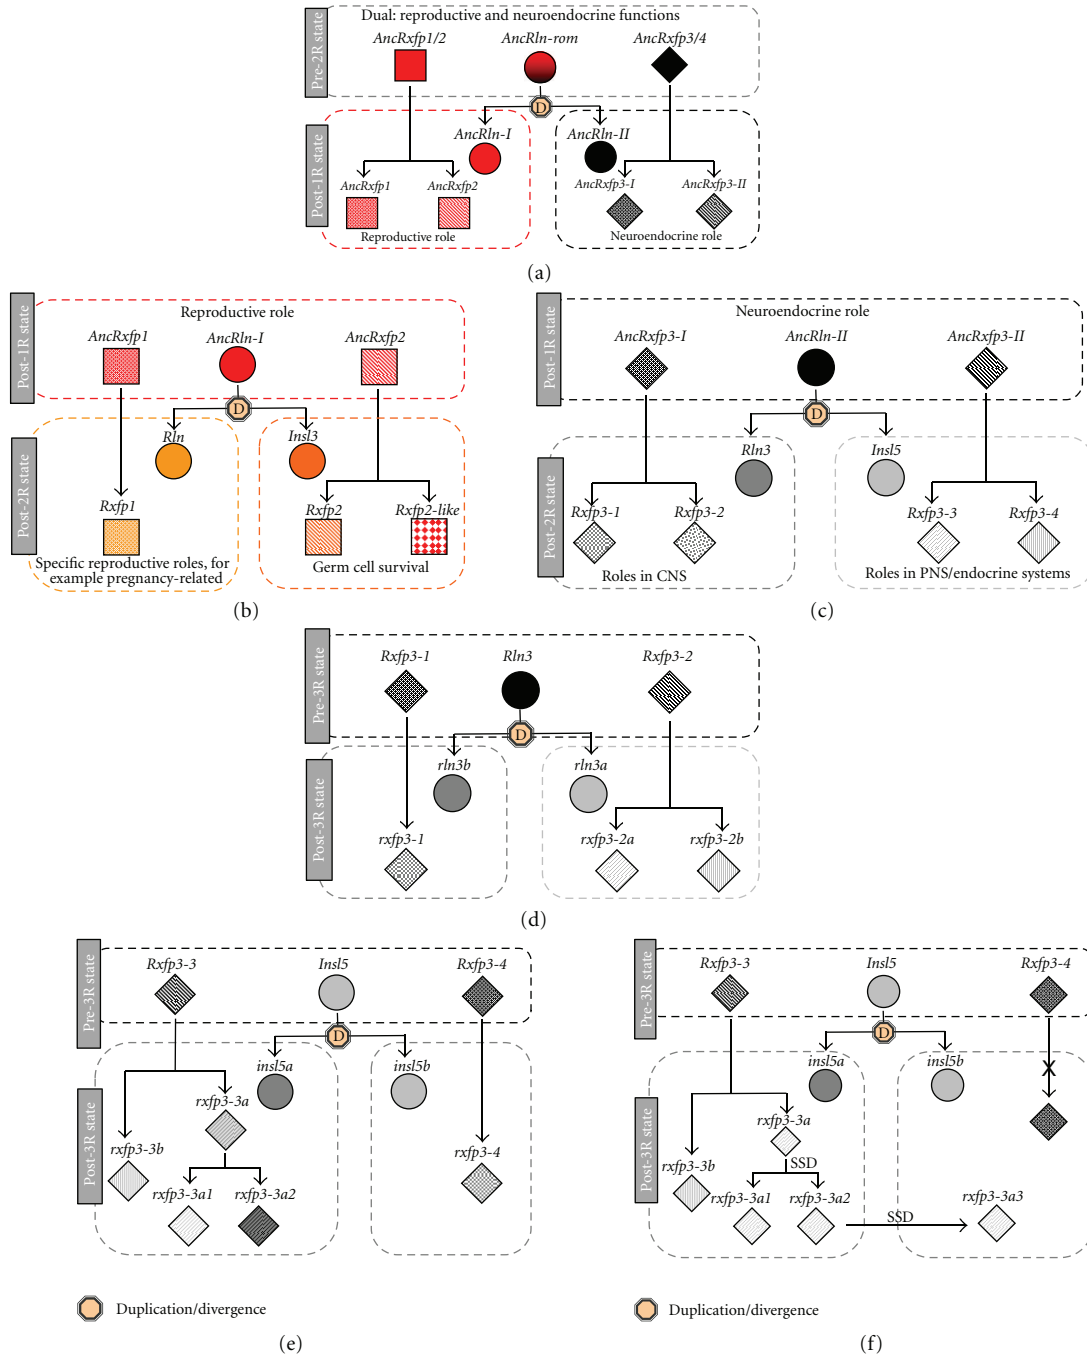 Dual: reproductive and neuroendocrine functions
Pre-2R state
AncRxfp1/2
AncRln-rom
AncRxfp3/4
D
Post-1R state
AncRln-I
AncRln-II
AncRxfp1
AncRxfp2
AncRxfp3-I
AncRxfp3-II
Reproductive role
Neuroendocrine role
(a)
Post-1R state
Reproductive role
AncRxfp1
AncRln-I
AncRxfp2
D
Post-2R state
Rln
Insl3
Rxfp1
Rxfp2
Rxfp2-like
Specific reproductive roles, for
example pregnancy-related
Germ cell survival
(b)
Post-1R state
Neuroendocrine role
AncRxfp3-I
AncRln-II
AncRxfp3-II
D
Post-2R state
Rln3
Insl5
Rxfp3-1
Rxfp3-2
Rxfp3-3
Rxfp3-4
Roles in CNS
Roles in PNS/endocrine systems
(c)
Pre-3R state
Rxfp3-1
Rln3
Rxfp3-2
D
Post-3R state
rln3b
rln3a
rxfp3-1
rxfp3-2a
rxfp3-2b
(d)
Pre-3R state
Rxfp3-3
Insl5
Rxfp3-4
D
Post-3R state
insl5a
insl5b
rxfp3-a
rxfp3-3b
rxfp3-4
rxfp3-3a1
rxfp3-3a2
Duplication/divergence
(e)
Pre-3R state
Rxfp3-3
Insl5
Rxfp3-4
D
Post-3R state
insl5a
insl5b
X
rxfp3-a
rxfp3-3b
SSD
rxfp3-3a1
rxfp3-3a2
SSD
rxfp3-3a3
Duplication/divergence
(f)